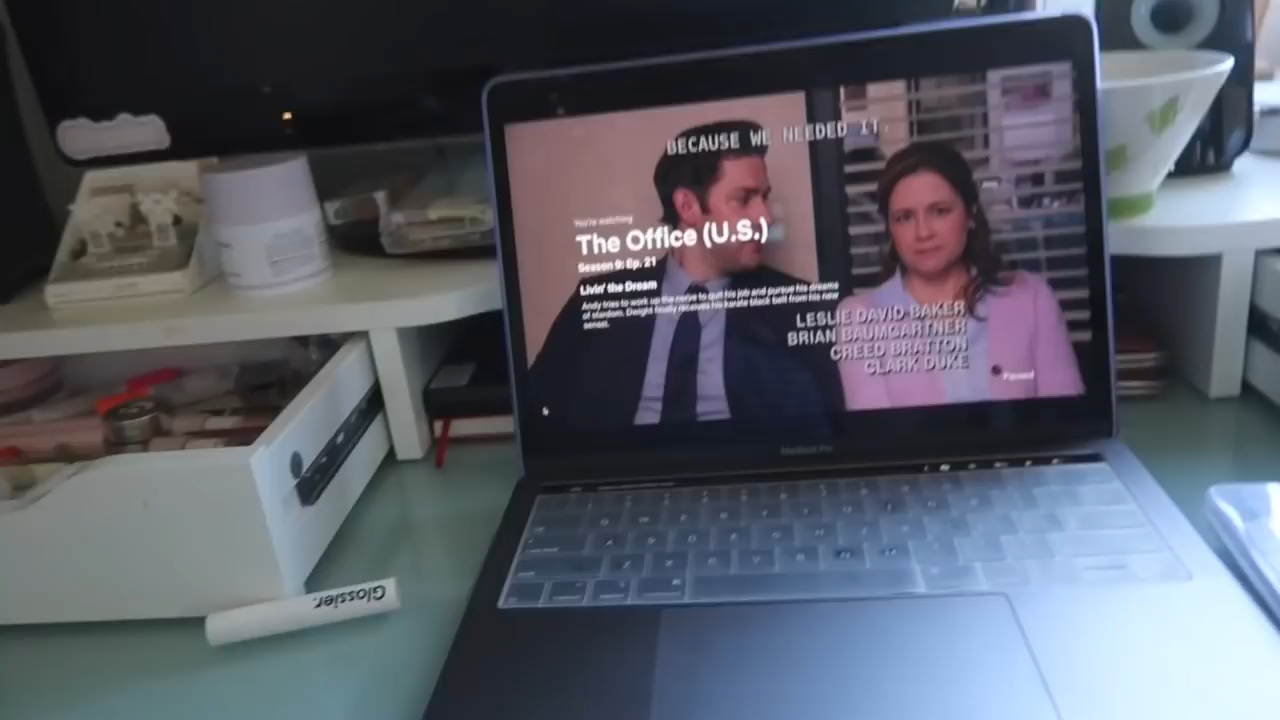 BECAUSE WE NEEDED IT.
You're watching
The Office (U.S.)
Season 9: Ep. 21
Livin' the Dream
Andy tries to work up the nerve to quit his job and pursue his dreams
of stardom. Dwight finally receives his karate black belt from his new
sensei.
LESLIE DAVID BAKER
BRIAN BAUMGARTNER
CREED BRATTON
CLARK DUKE
Paused
MacBook Pro
Glossier.